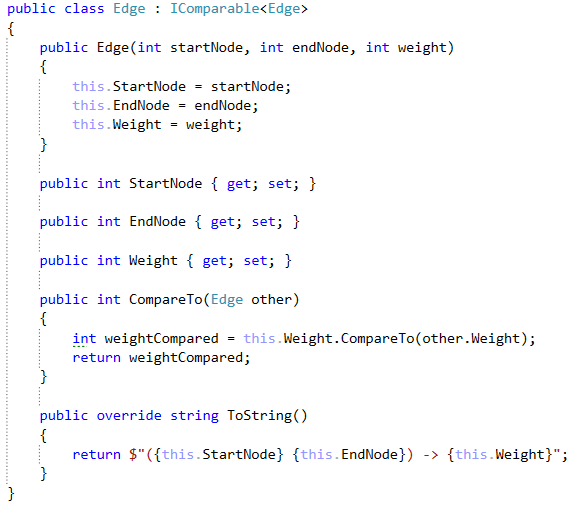 public class Edge : IComparable<Edge>
{
    public Edge(int startNode, int endNode, int weight)
    {
        this.StartNode = startNode;
        this.EndNode = endNode;
        this.Weight = weight;
    }

    public int StartNode { get; set; }

    public int EndNode { get; set; }

    public int Weight { get; set; }

    public int CompareTo(Edge other)
    {
        int weightCompared = this.Weight.CompareTo(other.Weight);
        return weightCompared;
    }

    public override string ToString()
    {
        return $"({this.StartNode} {this.EndNode}) -> {this.Weight}";
    }
}